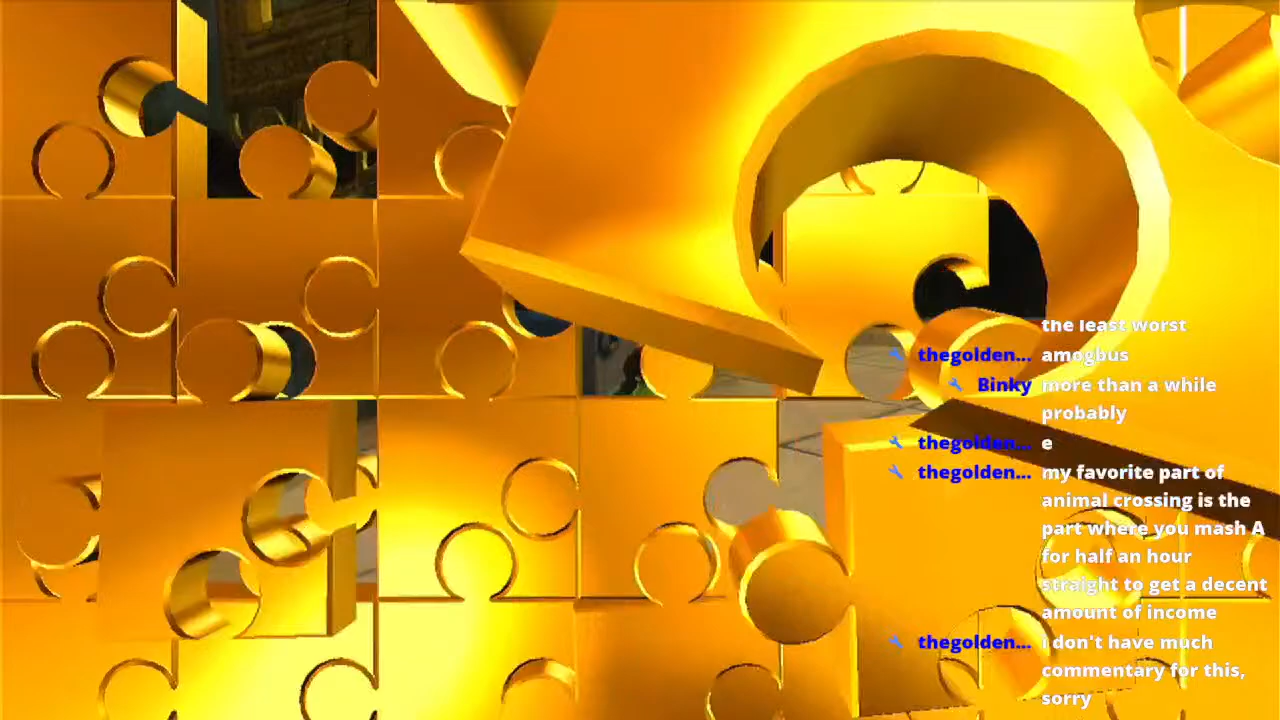 the least worst
thegolden... amogbus
Binky more than a while
probably
thegolden... e
thegolden... my favorite part of
animal crossing is the
part where you mash A
for half an hour
straight to get a decent
amount of income
thegolden... i don't have much
commentary for this,
sorry